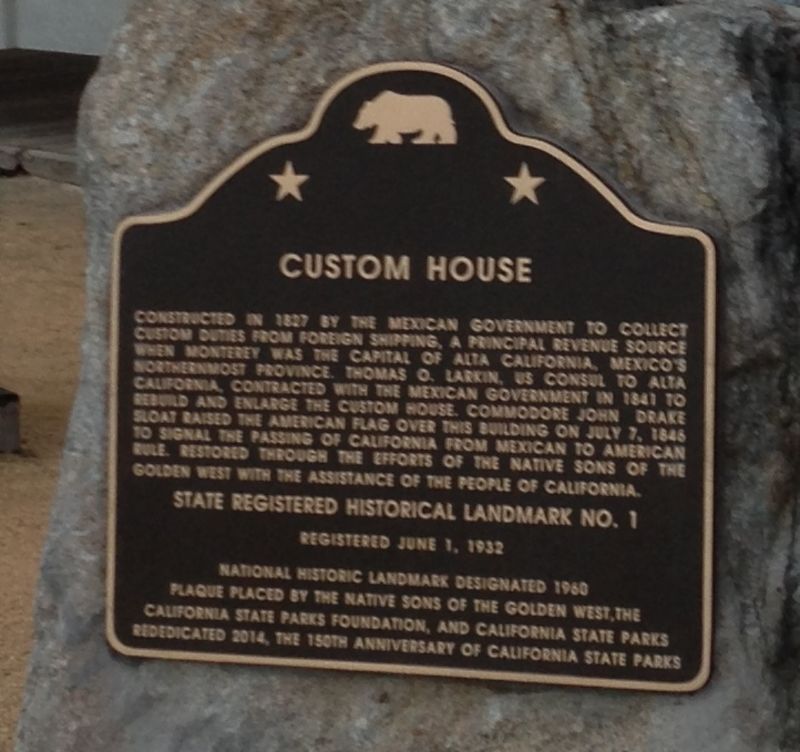 CUSTOM HOUSE
CONSTRUCTED IN 1827 BY THE MEXICAN GOVERNMENT TO COLLECT
CUSTOM DUTIES FROM FOREIGN SHIPPING, A PRINCIPAL REVENUE SOURCE
WHEN MONTEREY WAS THE CAPITAL OF ALTA CALIFORNIA, MEXICO'S
NORTHERNMOST PROVINCE. THOMAS O. LARKIN, US CONSUL TO ALTA
CALIFORNIA, CONTRACTED WITH THE MEXICAN GOVERNMENT IN 1841 TO
REBUILD AND ENLARGE THE CUSTOM HOUSE. COMMODORE JOHN DRAKE
SLOAT RAISED THE AMERICAN FLAG OVER THIS BUILDING ON JULY 7, 1846
TO SIGNAL THE PASSING OF CALIFORNIA FROM MEXICAN TO AMERICAN
RULE. RESTORED THROUGH THE EFFORTS OF THE NATIVE SONS OF THE
GOLDEN WEST WITH THE ASSISTANCE OF THE PEOPLE OF CALIFORNIA.
STATE REGISTERED HISTORICAL LANDMARK NO. 1
REGISTERED JUNE 1, 1932
NATIONAL HISTORIC LANDMARK DESIGNATED 1960
PLAQUE PLACED BY THE NATIVE SONS OF THE GOLDEN WEST,THE
CALIFORNIA STATE PARKS FOUNDATION, AND CALIFORNIA STATE PARKS
REDEDICATED 2014, THE 150TH ANNIVERSARY OF CALIFORNIA STATE PARKS